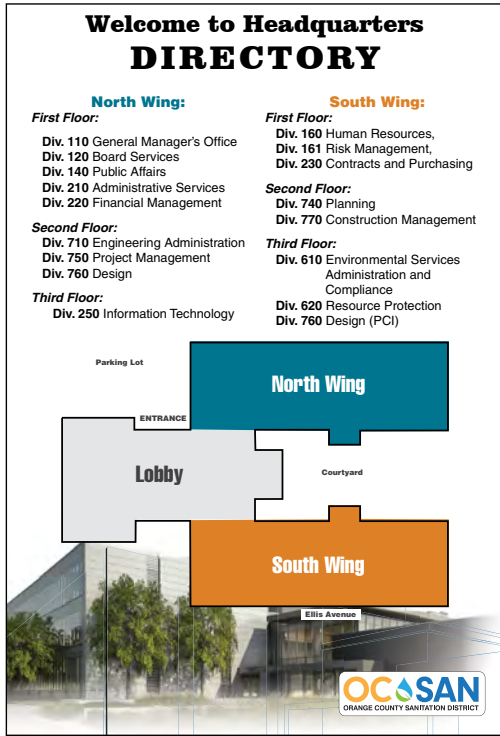 Welcome to Headquarters
DIRECTORY
North Wing:
First Floor:
Div. 110 General Manager's Office
Div. 120 Board Services
Div. 140 Public Affairs
Div. 210 Administrative Services
Div. 220 Financial Management
Second Floor:
Div. 710 Engineering Administration
Div. 750 Project Management
Div. 760 Design
Third Floor:
Div. 250 Information Technology
South Wing:
First Floor:
Div. 160 Human Resources,
Div. 161 Risk Management,
Div. 230 Contracts and Purchasing
Second Floor:
Div. 740 Planning
Div. 770 Construction Management
Third Floor:
Div. 610 Environmental Services
Administration and
Compliance
Div. 620 Resource Protection
Div. 760 Design (PCI)
Parking Lot
North Wing
ENTRANCE
Lobby
Courtyard
South Wing
Ellis Avenue
OC SAN
ORANGE COUNTY SANITATION DISTRICT